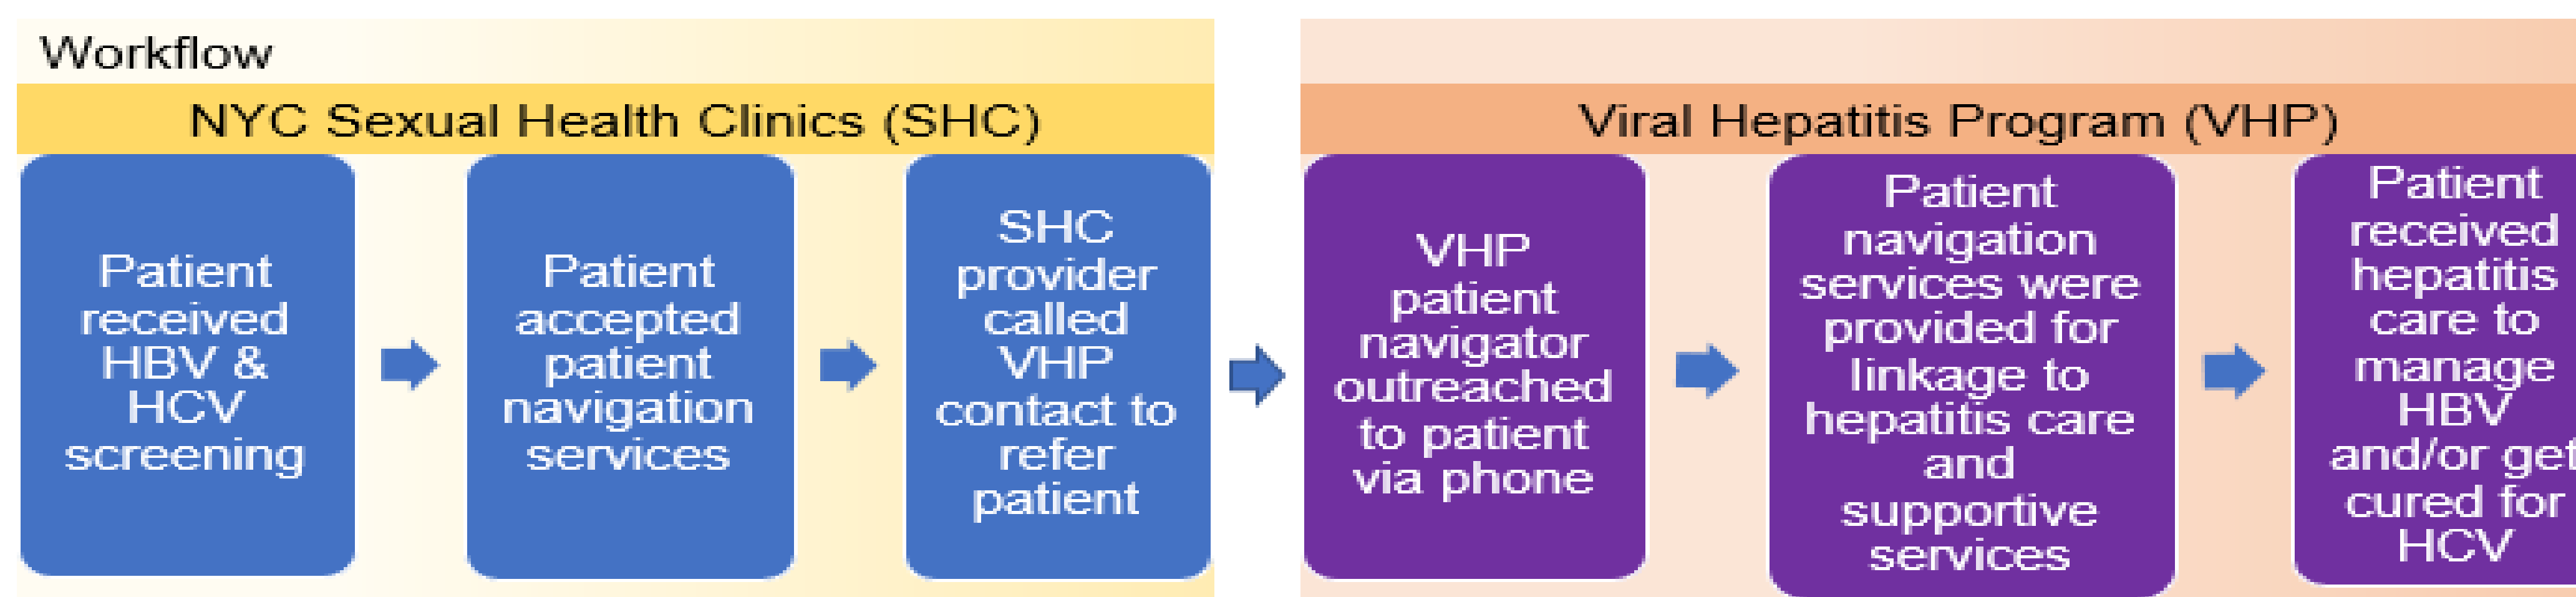 Workflow
NYC Sexual Health Clinics (SHC)
Patient
received
HBV &
HCV
screening
Patient
accepted
patient
navigation
services
SHC
provider
called
VHP
contact to
refer
patient
Viral Hepatitis Program (VHP)
VHP
patient
navigator
outreached
to patient
via phone
Patient
navigation
services were
provided for
linkage to
hepatitis care
and
supportive
services
Patient
received
hepatitis
care to
manage
HBV
and/or get
cured for
HCV